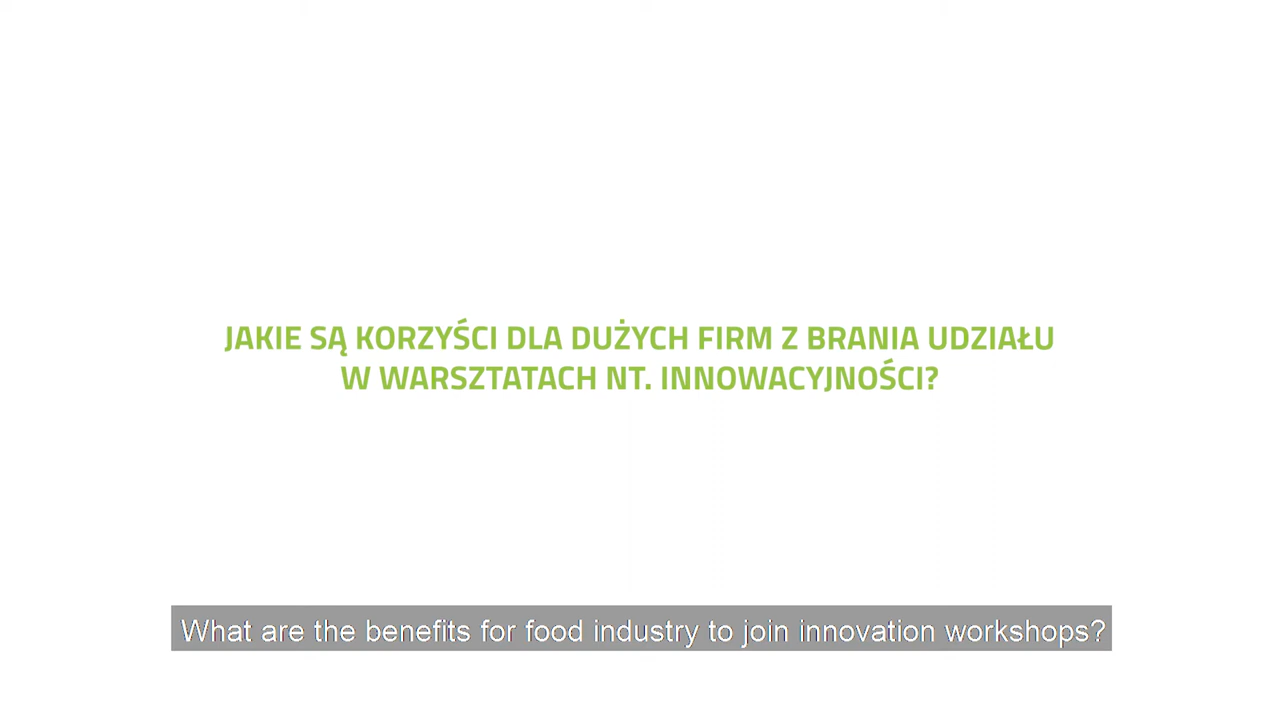 JAKIE SĄ KORZYŚCI DLA DUŻYCH FIRM Z BRANIA UDZIAŁU
W WARSZTATACH NT. INNOWACYJNOŚCI?
What are the benefits for food industry to join innovation workshops?